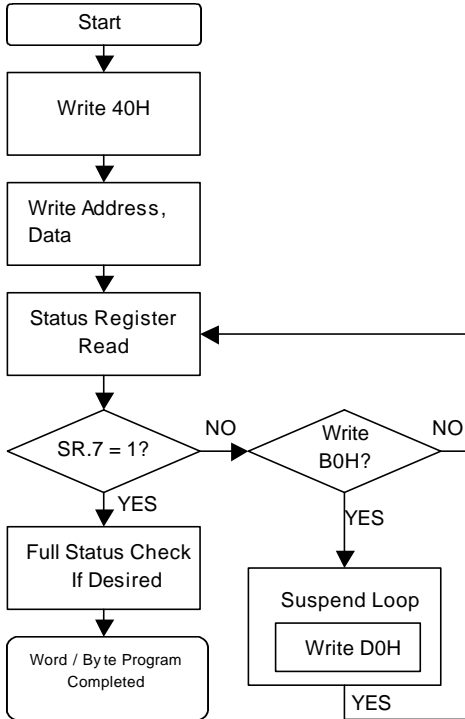 Start
Write 40H
Write Address,
Data
Status Register
Read
SR.7 = 1?
NO
Write
B0H?
NO
YES
YES
Full Status Check
If Desired
Suspend Loop
Write D0H
Word / Byte Program
Completed
YES